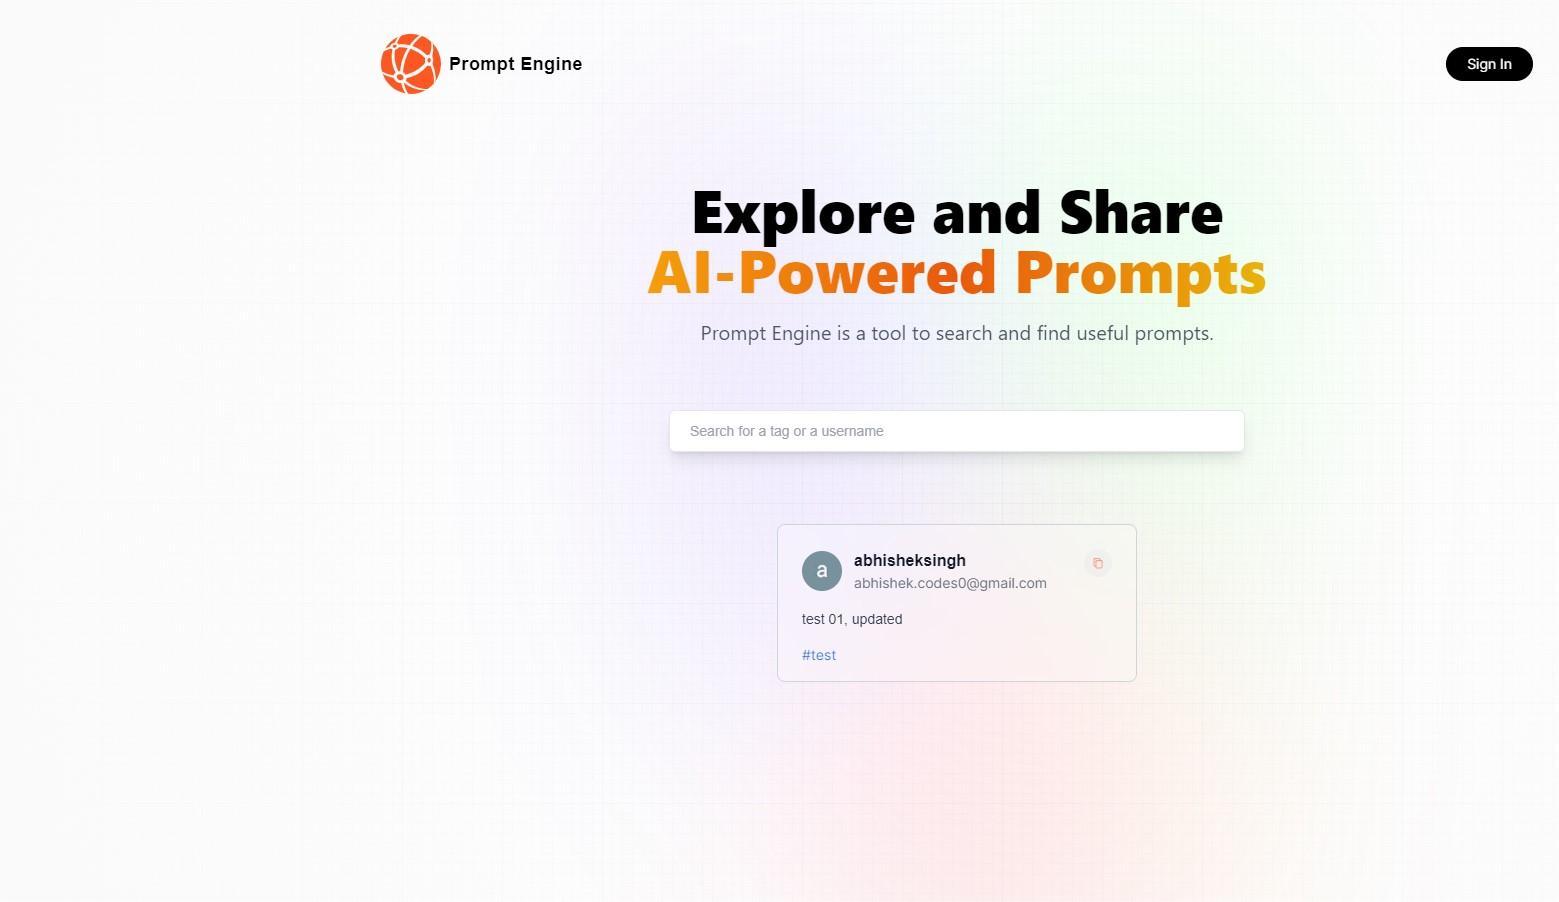 Prompt Engine
Sign In
Explore and Share
AI-Powered Prompts
Prompt Engine is a tool to search and find useful prompts.
Search for a tag or a username
a
abhisheksingh
abhishek.codes0@gmail.com
test 01, updated
#test